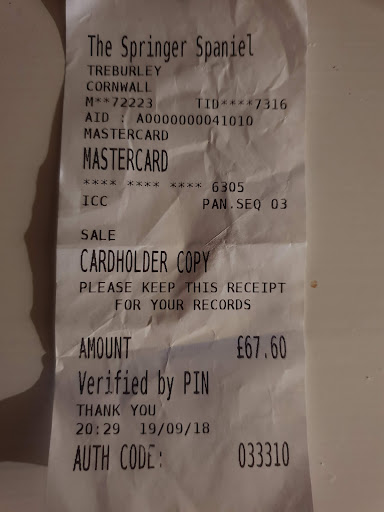 The Springer Spaniel
TREBURLEY
CORNWALL
M**72223 TID****7316
AID : A0000000041010
MASTERCARD
MASTERCARD
**** **** **** 6305
ICC PAN.SEQ 03
SALE
CARDHOLDER COPY
PLEASE KEEP THIS RECEIPT
FOR YOUR RECORDS
AMOUNT £67.60
Verified by PIN
THANK YOU
20:29 19/09/18
AUTH CODE: 033310